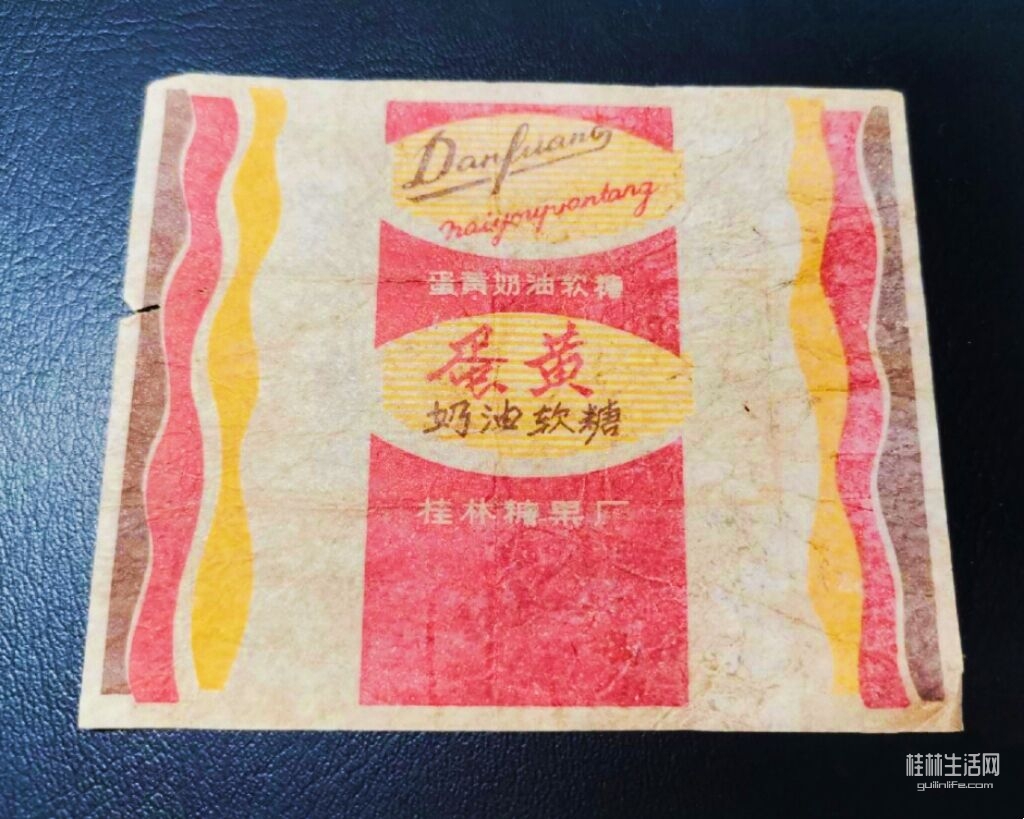 Danhuang
naiyouruantang
蛋黄奶油软糖
蛋黄
奶油软糖
桂林糖果厂
桂林生活网
guilinlife.com